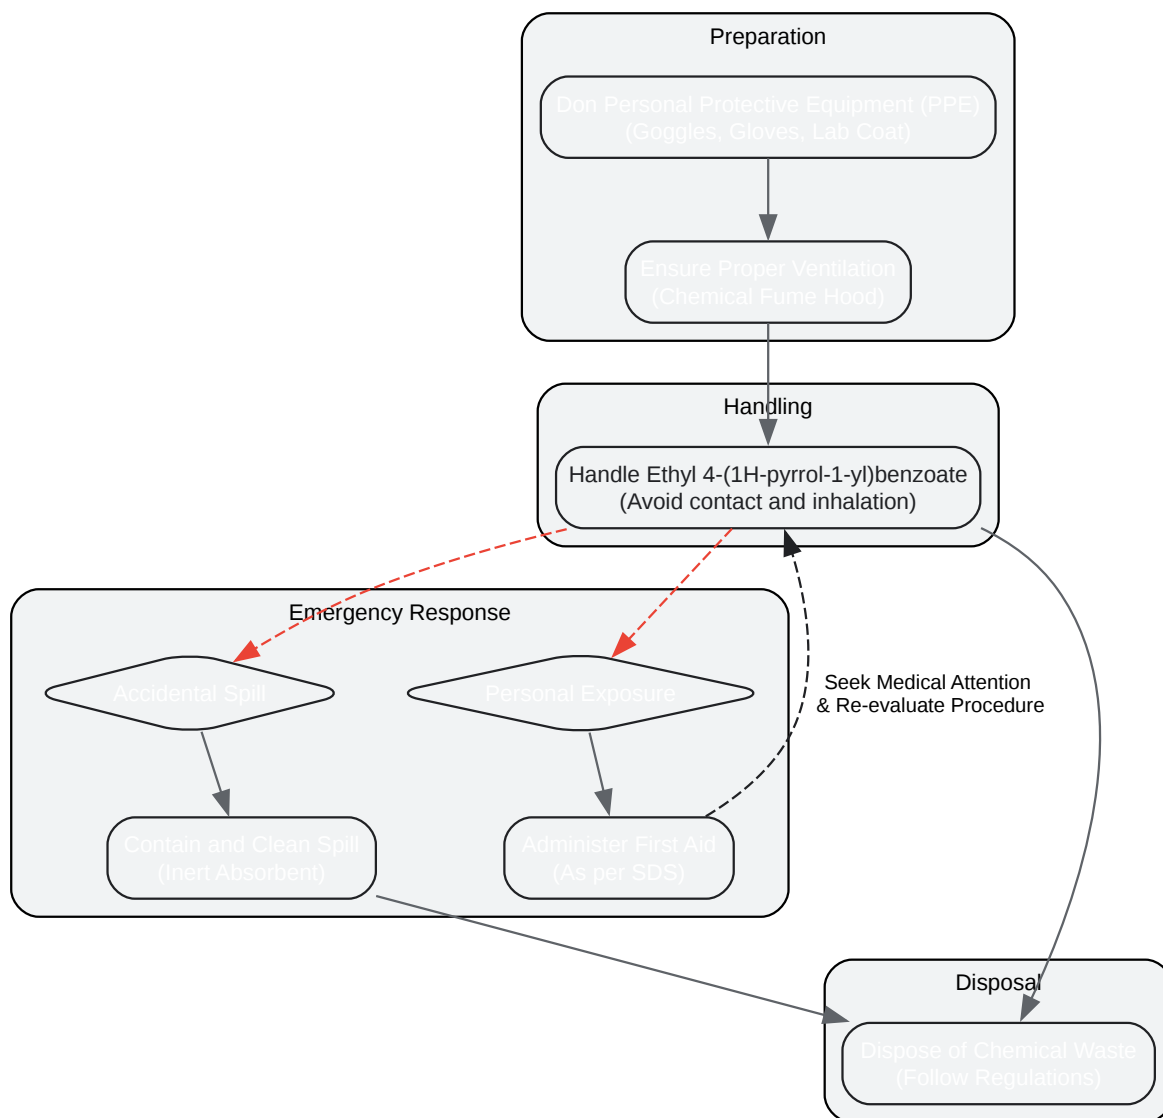 Preparation
Don Personal Protective Equipment (PPE)
(Goggles, Gloves, Lab Coat)
Ensure Proper Ventilation
(Chemical Fume Hood)
Handling
Handle Ethyl 4-(1H-pyrrol-1-yl)benzoate
(Avoid contact and inhalation)
Emergency Response
Accidental Spill
Personal Exposure
Seek Medical Attention
& Re-evaluate Procedure
Contain and Clean Spill
(Inert Absorbent)
Administer First Aid
(As per SDS)
Disposal
Dispose of Chemical Waste
(Follow Regulations)